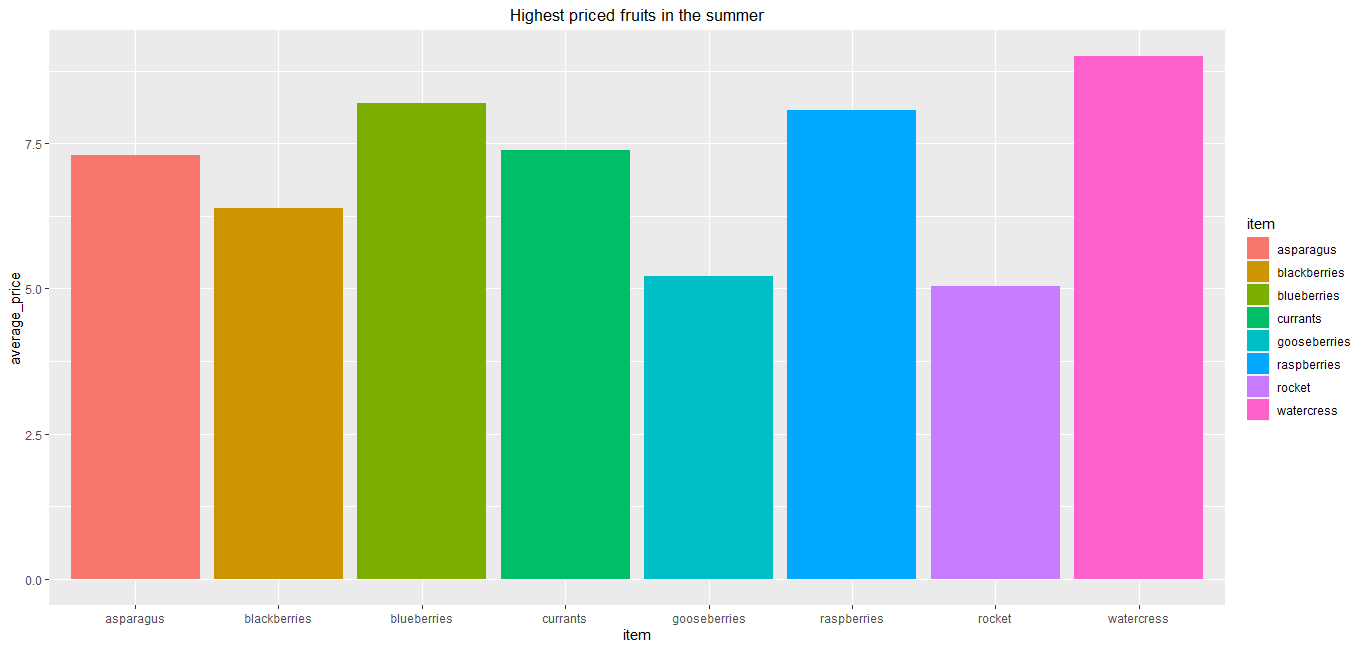 Highest priced fruits in the summer
average_price
7.5
5.0
2.5
0.0
asparagus blackberries blueberries currants gooseberries raspberries rocket watercress
item
item
asparagus
blackberries
blueberries
currants
gooseberries
raspberries
rocket
watercress